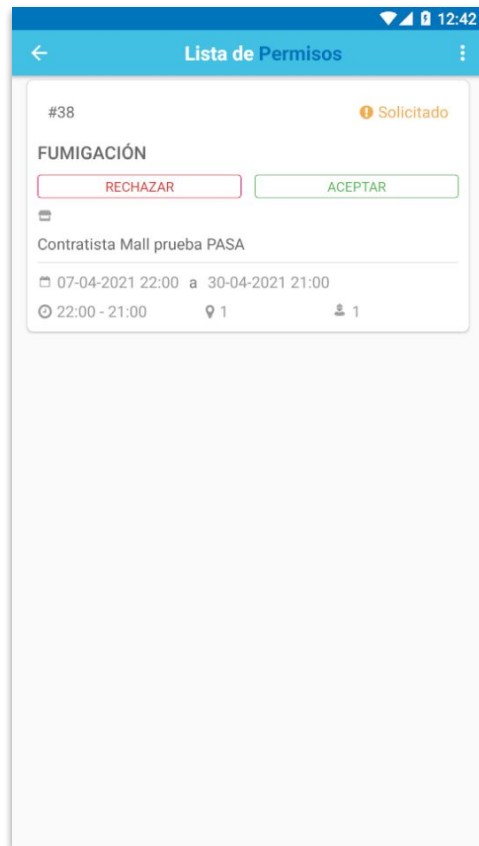 12:42
Lista de Permisos
#38 Solicitado
FUMIGACIÓN
RECHAZAR ACEPTAR
Contratista Mall prueba PASA
07-04-2021 22:00 a 30-04-2021 21:00
22:00 - 21:00 1 1